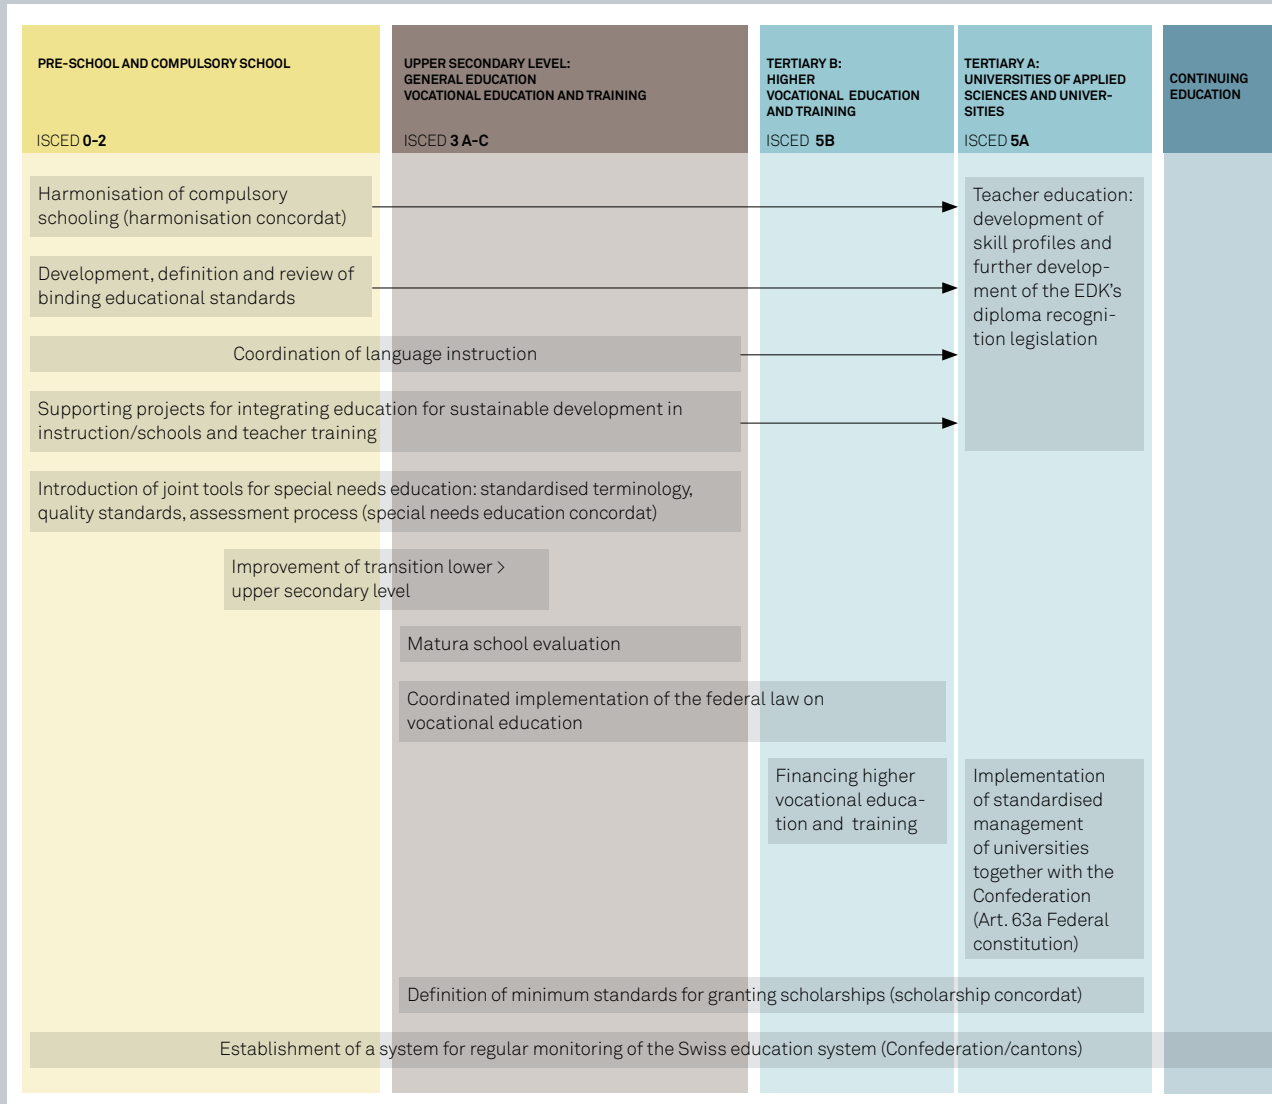 PRE-SCHOOL AND COMPULSORY SCHOOL
ISCED 0-2
UPPER SECONDARY LEVEL:
GENERAL EDUCATION
VOCATIONAL EDUCATION AND TRAINING
ISCED 3 A-C
TERTIARY B:
HIGHER
VOCATIONAL EDUCATION
AND TRAINING
ISCED 5B
TERTIARY A:
UNIVERSITIES OF APPLIED
SCIENCES AND UNIVER-
SITIES
ISCED 5A
CONTINUING
EDUCATION
Harmonisation of compulsory
schooling (harmonisation concordat)
Teacher education:
development of
skill profiles and
further develop-
ment of the EDK's
diploma recogni-
tion legislation
Development, definition and review of
binding educational standards
Coordination of language instruction
Supporting projects for integrating education for sustainable development in
instruction/schools and teacher training
Introduction of joint tools for special needs education: standardised terminology,
quality standards, assessment process (special needs education concordat)
Improvement of transition lower >
upper secondary level
Matura school evaluation
Coordinated implementation of the federal law on
vocational education
Financing higher
vocational educa-
tion and training
Implementation
of standardised
management
of universities
together with the
Confederation
(Art. 63a Federal
constitution)
Definition of minimum standards for granting scholarships (scholarship concordat)
Establishment of a system for regular monitoring of the Swiss education system (Confederation/cantons)